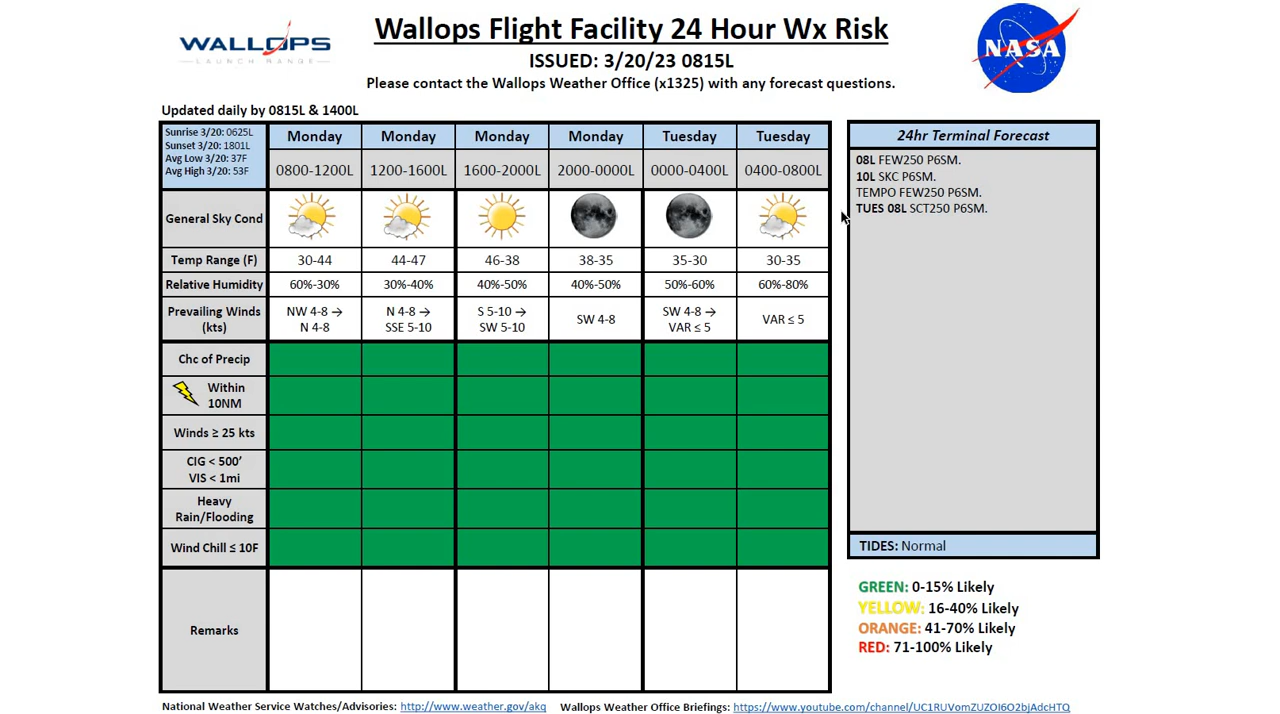 WALLOPS
LAUNCH RANGE
Wallops Flight Facility 24 Hour Wx Risk
ISSUED: 3/20/23 0815L
Please contact the Wallops Weather Office (x1325) with any forecast questions.
NASA
Updated daily by 0815L & 1400L
Sunrise 3/20: 0625L
Sunset 3/20: 1801L
Avg Low 3/20: 37F
Avg High 3/20: 53F
Monday Monday Monday Monday Tuesday Tuesday
0800-1200L 1200-1600L 1600-2000L 2000-0000L 0000-0400L 0400-0800L
General Sky Cond
Temp Range (F) 30-44 44-47 46-38 38-35 35-30 30-35
Relative Humidity 60%-30% 30%-40% 40%-50% 40%-50% 50%-60% 60%-80%
Prevailing Winds (kts) NW 4-8 → N 4-8 N 4-8 → SSE 5-10 S 5-10 → SW 5-10 SW 4-8 SW 4-8 → VAR ≤ 5 VAR ≤ 5
Chc of Precip
Within
10NM
Winds ≥ 25 kts
CIG < 500’
VIS < 1mi
Heavy
Rain/Flooding
Wind Chill ≤ 10F
Remarks
24hr Terminal Forecast
08L FEW250 P6SM.
10L SKC P6SM.
TEMPO FEW250 P6SM.
TUES 08L SCT250 P6SM.
TIDES: Normal
GREEN: 0-15% Likely
YELLOW: 16-40% Likely
ORANGE: 41-70% Likely
RED: 71-100% Likely
National Weather Service Watches/Advisories: http://www.weather.gov/akq Wallops Weather Office Briefings: https://www.youtube.com/channel/UC1RUVomZUZOI6O2bjAdcHTQ